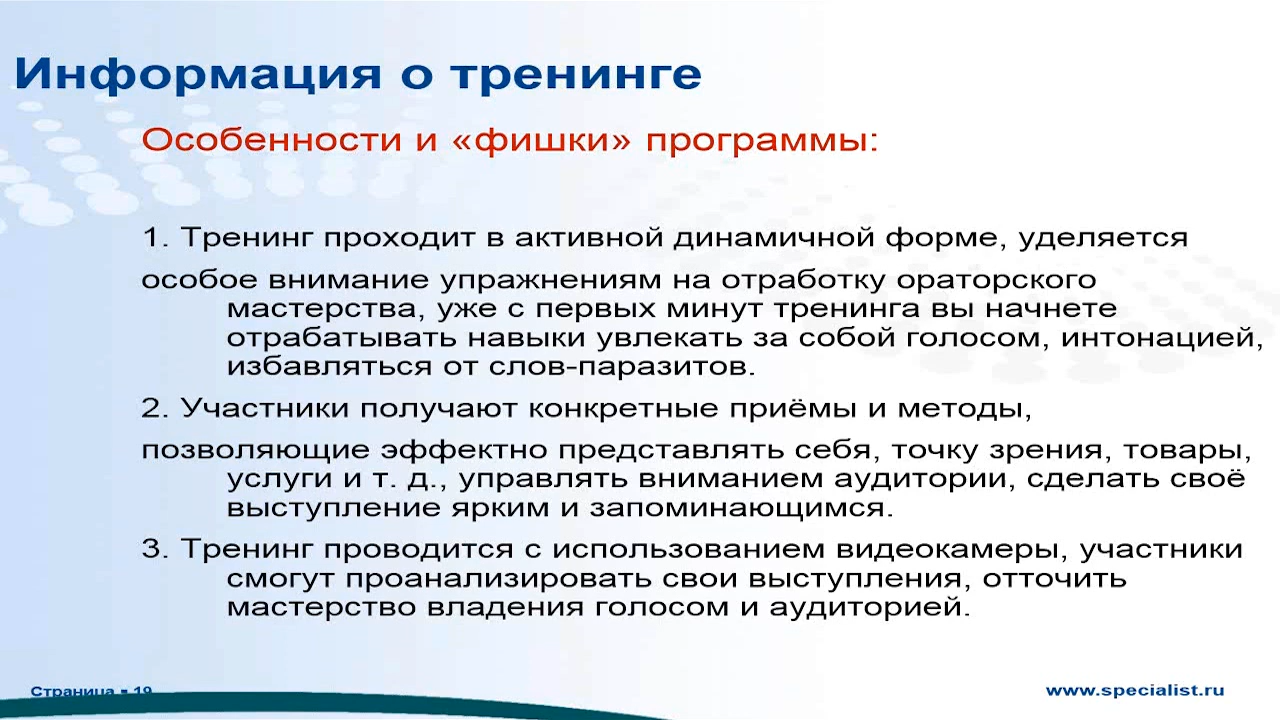 Информация о тренинге
Особенности и «фишки» программы:
1. Тренинг проходит в активной динамичной форме, уделяется
особое внимание упражнениям на отработку ораторского
мастерства, уже с первых минут тренинга вы начнете
отрабатывать навыки увлекать за собой голосом, интонацией,
избавляться от слов-паразитов.
2. Участники получают конкретные приёмы и методы,
позволяющие эффектно представлять себя, точку зрения, товары,
услуги и т. д., управлять вниманием аудитории, сделать своё
выступление ярким и запоминающимся.
3. Тренинг проводится с использованием видеокамеры, участники
смогут проанализировать свои выступления, отточить
мастерство владения голосом и аудиторией.
Страница ▪ 19
www.specialist.ru